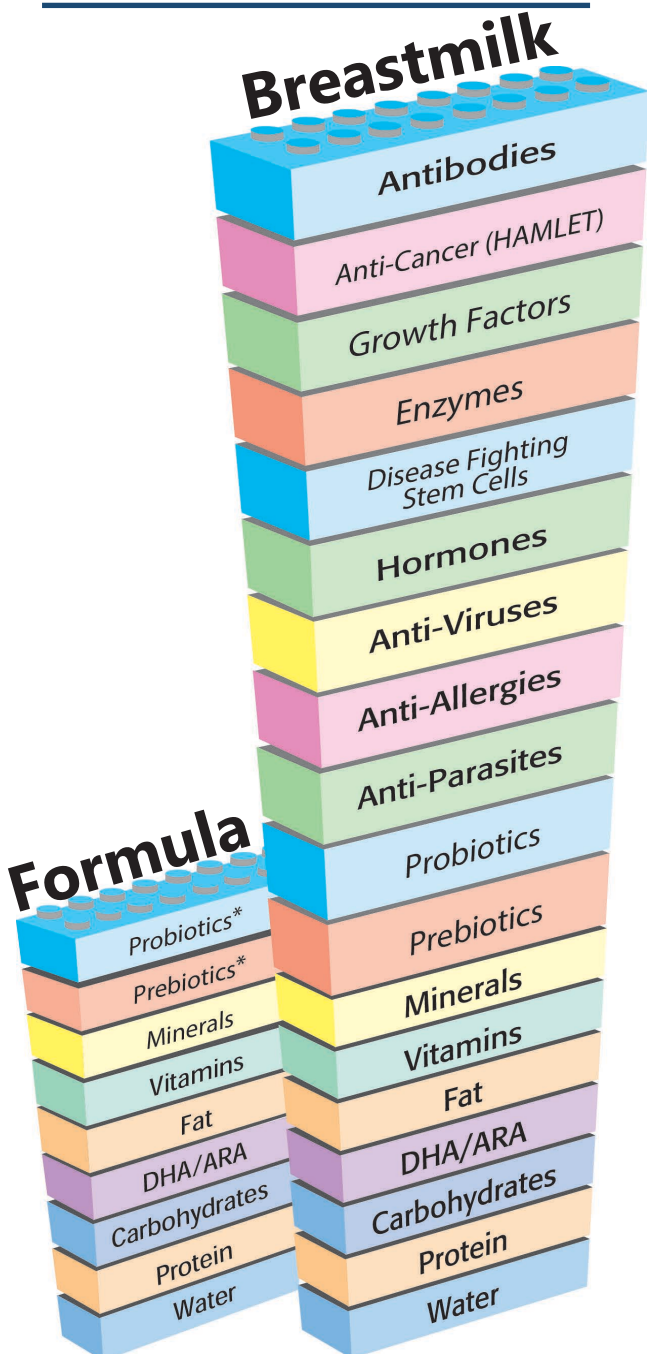 Breastmilk
Antibodies
Anti-Cancer (HAMLET)
Growth Factors
Enzymes
Disease Fighting
Stem Cells
Hormones
Anti-Viruses
Anti-Allergies
Anti-Parasites
Probiotics
Prebiotics
Minerals
Vitamins
Fat
DHA/ARA
Carbohydrates
Protein
Water
Formula
Probiotics*
Prebiotics*
Minerals
Vitamins
Fat
DHA/ARA
Carbohydrates
Protein
Water